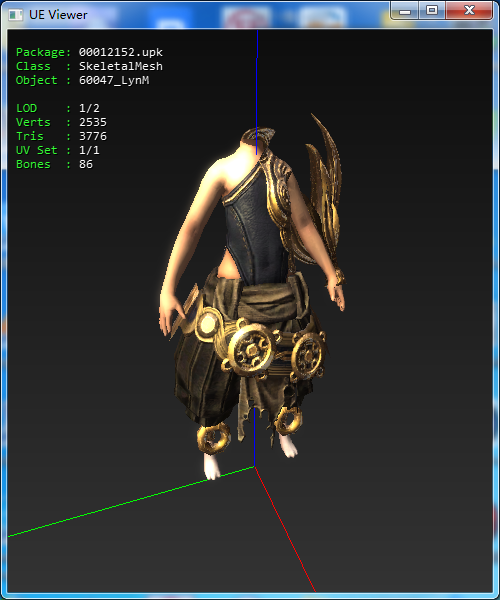 UE Viewer
Package: 00012152.upk
Class : SkeletalMesh
Object : 60047_LynM
LOD : 1/2
Verts : 2535
Tris : 3776
UV Set : 1/1
Bones : 86